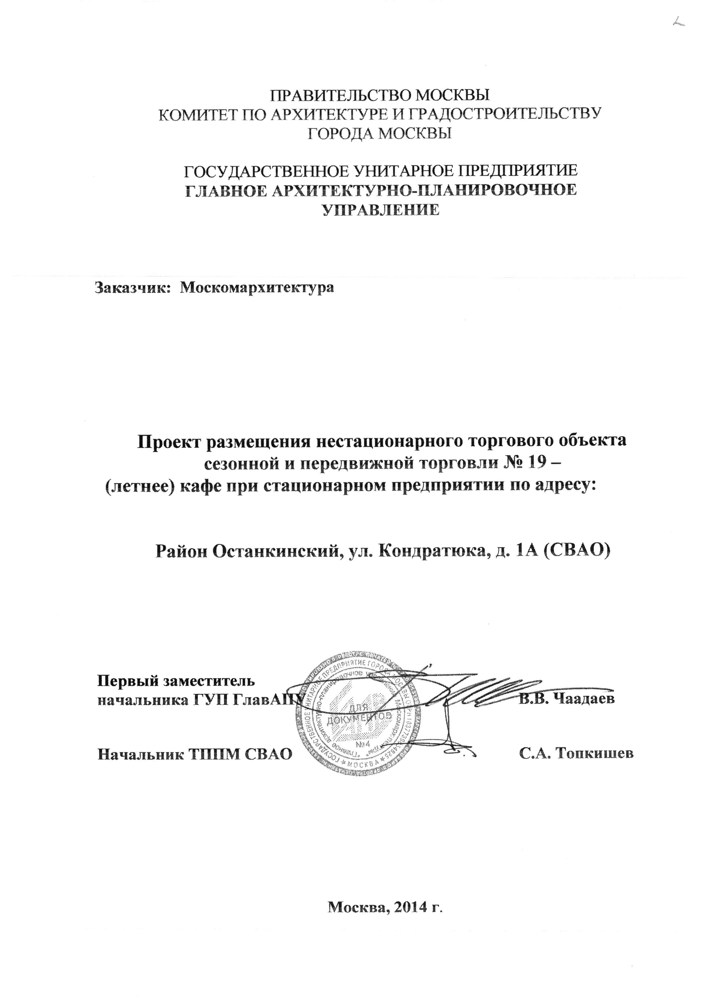 ПРАВИТЕЛЬСТВО МОСКВЫ
КОМИТЕТ ПО АРХИТЕКТУРЕ И ГРАДОСТРОИТЕЛЬСТВУ
ГОРОДА МОСКВЫ
ГОСУДАРСТВЕННОЕ УНИТАРНОЕ ПРЕДПРИЯТИЕ
ГЛАВНОЕ АРХИТЕКТУРНО-ПЛАНИРОВОЧНОЕ
УПРАВЛЕНИЕ
Заказчик: Москомархитектура
Проект размещения нестационарного торгового объекта
сезонной и передвижной торговли № 19 –
(летнее) кафе при стационарном предприятии по адресу:
Район Останкинский, ул. Кондратюка, д. 1А (СВАО)
Первый заместитель
начальника ГУП ГлавАПУ В.В. Чаадаев
ДЛЯ
ДОКУМЕНТОВ
№4
МОСКВА
Начальник ТППМ СВАО С.А. Топкишев
Москва, 2014 г.